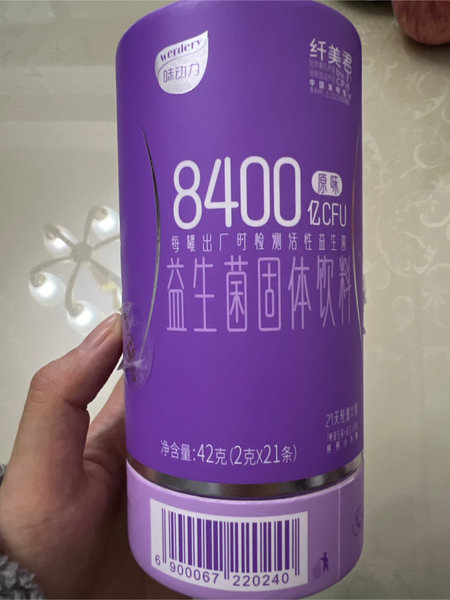 werdery
味动力
纤美君
8400
原味
亿CFU
每罐出厂时检测活性益生菌
益生菌固体饮料
净含量:42克(2克x21条)
6 900067 220240